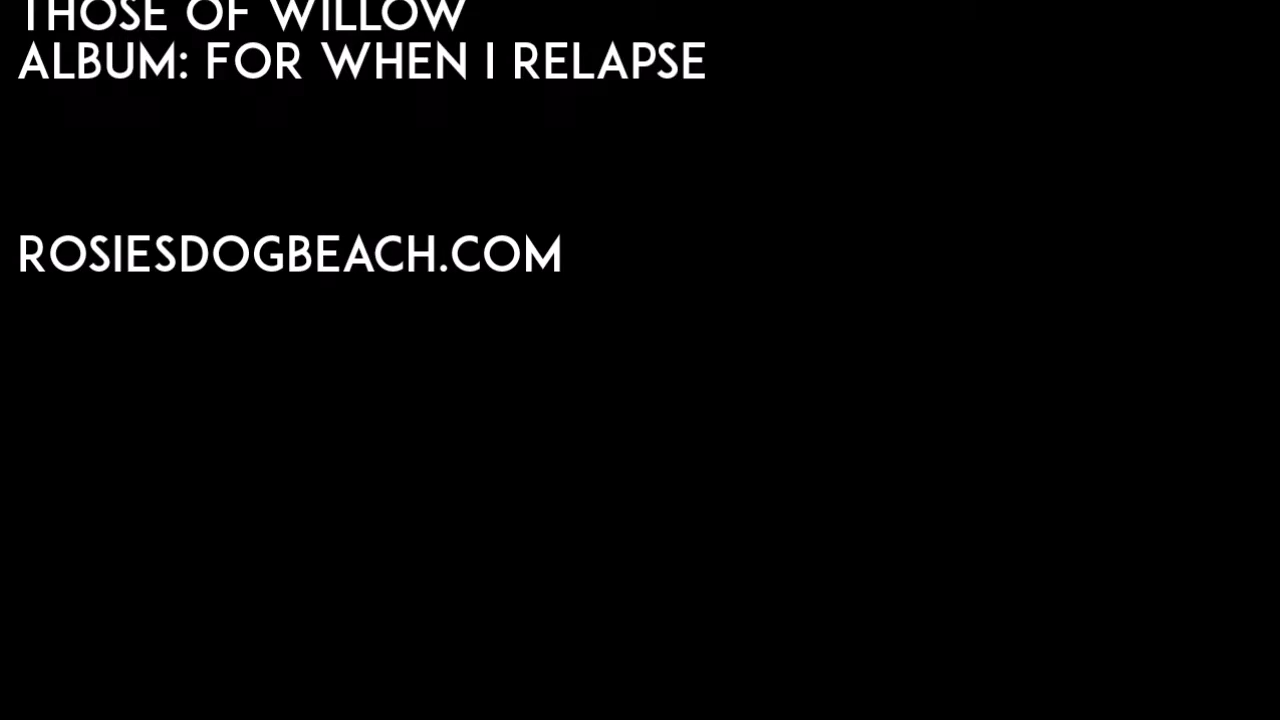 THOSE OF WILLOW
ALBUM: FOR WHEN I RELAPSE
ROSIESDOGBEACH.COM